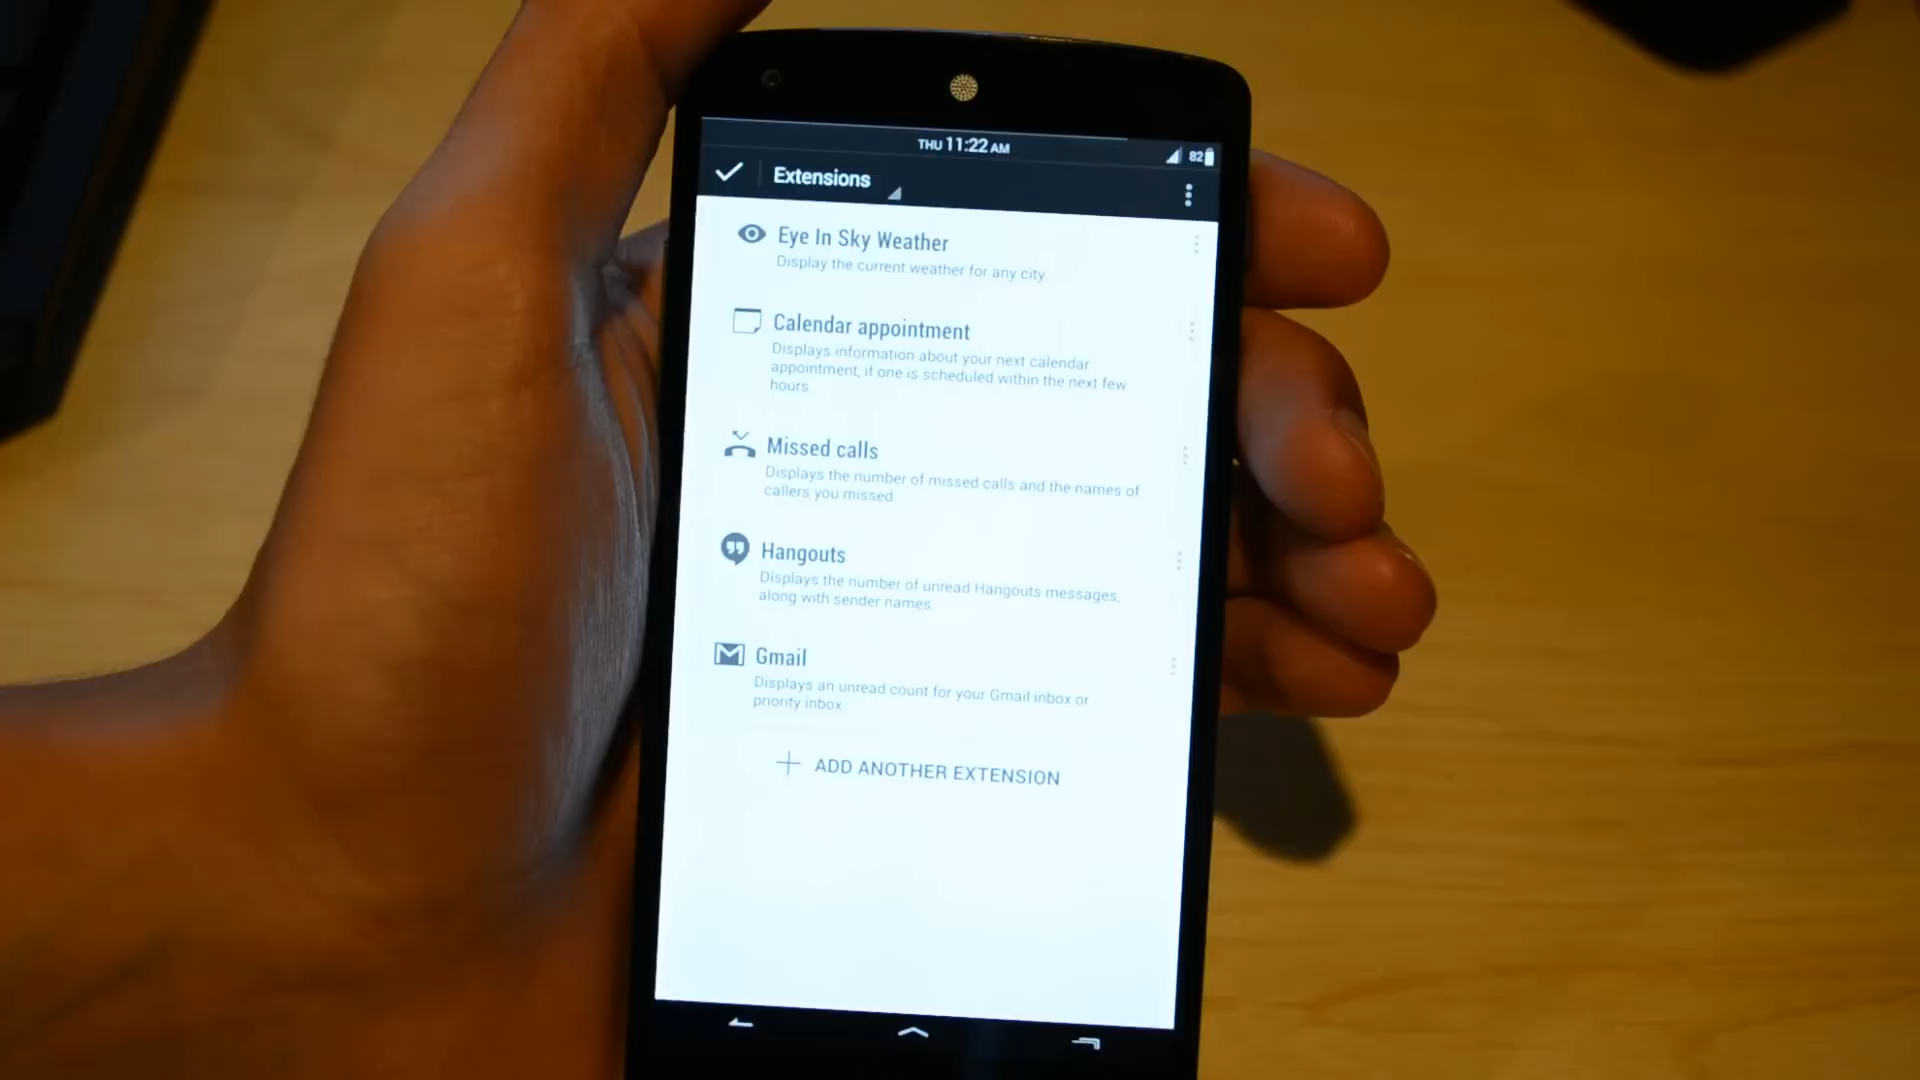 THU 11:22 AM
82
Extensions
Eye In Sky Weather
Display the current weather for any city.
Calendar appointment
Displays information about your next calendar
appointment, if one is scheduled within the next few
hours.
Missed calls
Displays the number of missed calls and the names of
callers you missed.
Hangouts
Displays the number of unread Hangouts messages,
along with sender names.
Gmail
Displays an unread count for your Gmail inbox or
priority inbox.
ADD ANOTHER EXTENSION